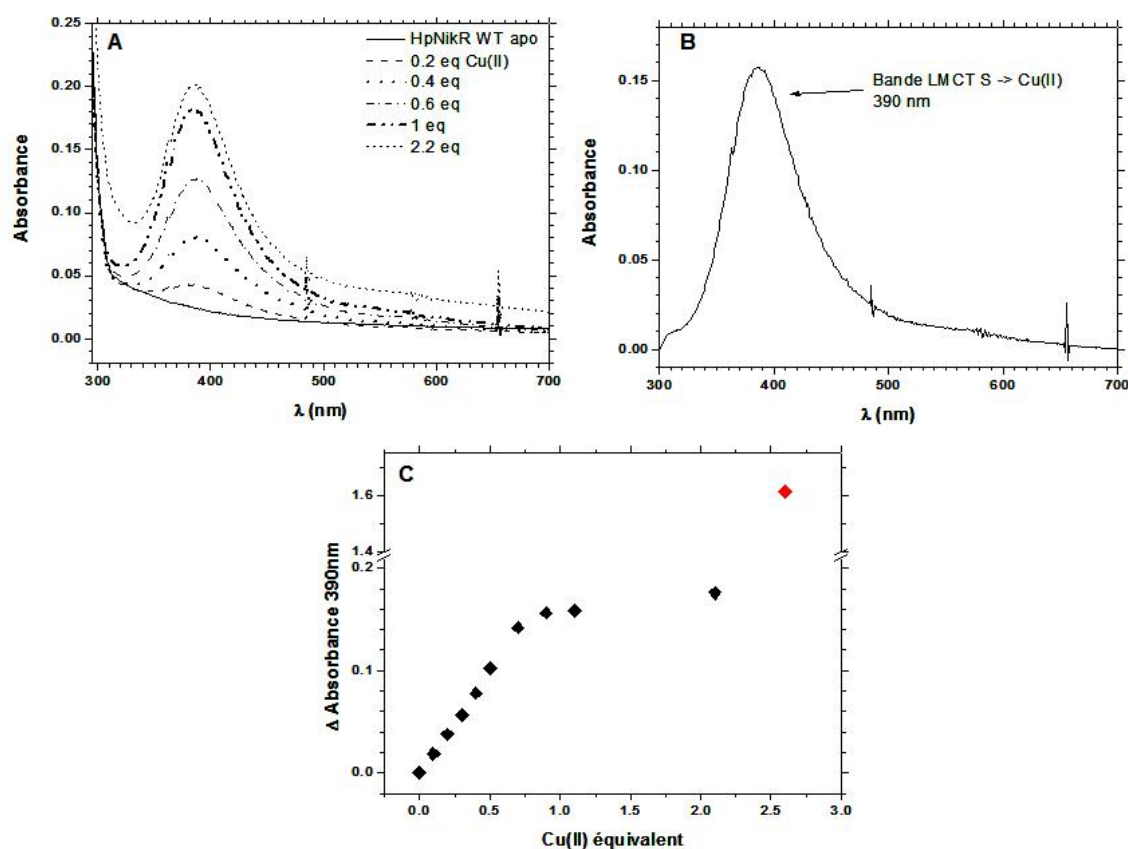 A
HpNikR WT apo
0.2 eq Cu(II)
0.4 eq
0.6 eq
1 eq
2.2 eq
0.25
0.20
0.15
0.10
0.05
0.00
Absorbance
300 400 500 600 700
λ (nm)
B
Bande LMCT S -> Cu(II)
390 nm
0.15
0.10
0.05
0.00
Absorbance
300 400 500 600 700
λ (nm)
C
1.6
1.4
0.2
0.1
0.0
Δ Absorbance 390nm
0.0 0.5 1.0 1.5 2.0 2.5 3.0
Cu(II) équivalent